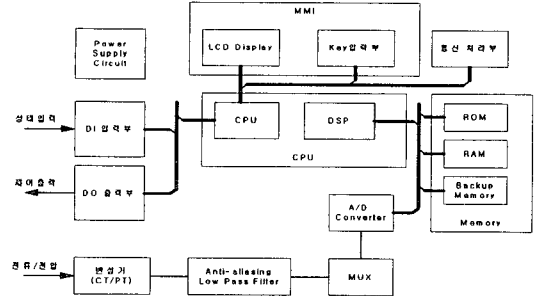 MMI
Power
Supply
Circuit
LCD Display
Key입력부
통신 처리부
상태입력
DI 입력부
CPU
DSP
CPU
ROM
RAM
Backup
Memory
Memory
제어출력
DO 출력부
A/D
Converter
전류/전압
변성기
(CT/PT)
Anti-aliasing
Low Pass Filter
MUX